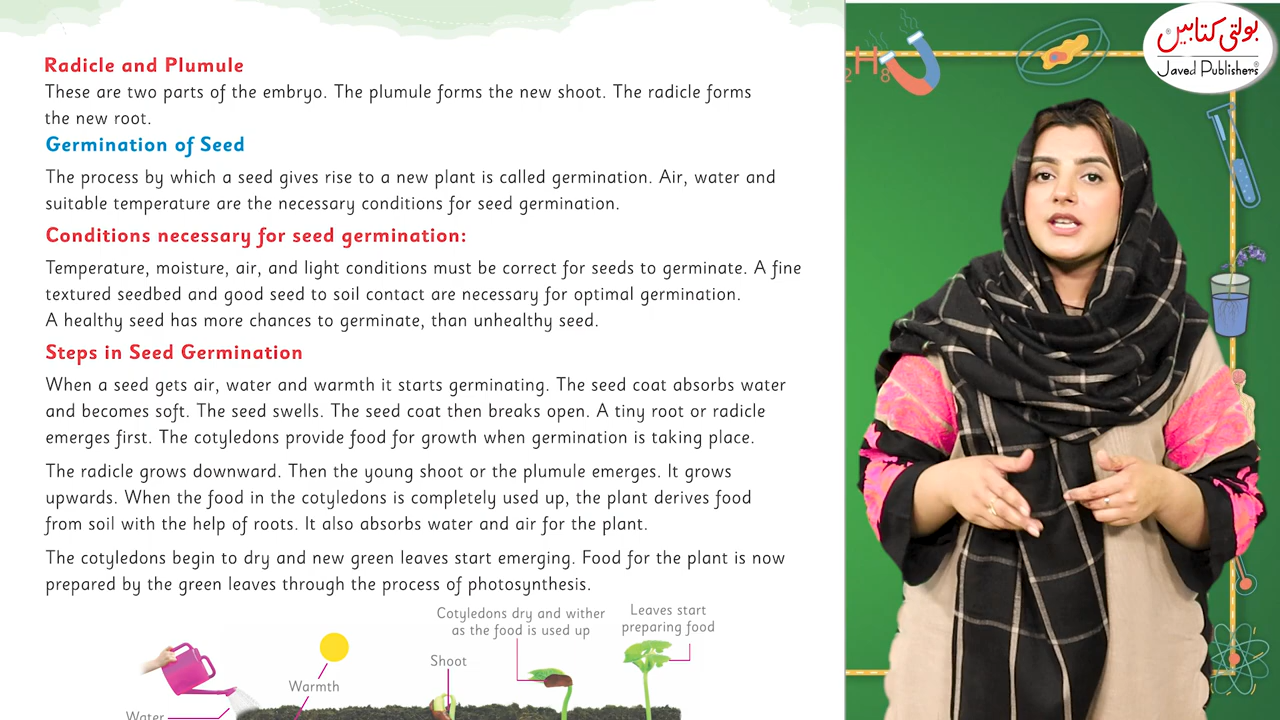 Radicle and Plumule
These are two parts of the embryo. The plumule forms the new shoot. The radicle forms
the new root.
Germination of Seed
The process by which a seed gives rise to a new plant is called germination. Air, water and
suitable temperature are the necessary conditions for seed germination.
Conditions necessary for seed germination:
Temperature, moisture, air, and light conditions must be correct for seeds to germinate. A fine
textured seedbed and good seed to soil contact are necessary for optimal germination.
A healthy seed has more chances to germinate, than unhealthy seed.
Steps in Seed Germination
When a seed gets air, water and warmth it starts germinating. The seed coat absorbs water
and becomes soft. The seed swells. The seed coat then breaks open. A tiny root or radicle
emerges first. The cotyledons provide food for growth when germination is taking place.
The radicle grows downward. Then the young shoot or the plumule emerges. It grows
upwards. When the food in the cotyledons is completely used up, the plant derives food
from soil with the help of roots. It also absorbs water and air for the plant.
The cotyledons begin to dry and new green leaves start emerging. Food for the plant is now
prepared by the green leaves through the process of photosynthesis.
Cotyledons dry and wither
as the food is used up
Leaves start
preparing food
Shoot
Warmth
Water
2H8
بولتی کتابیں
Javed Publishers®